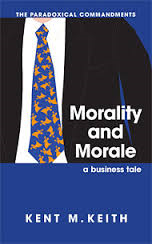 THE PARADOXICAL COMMANDMENTS
Morality
and
Morale
a business tale
KENT M. KEITH